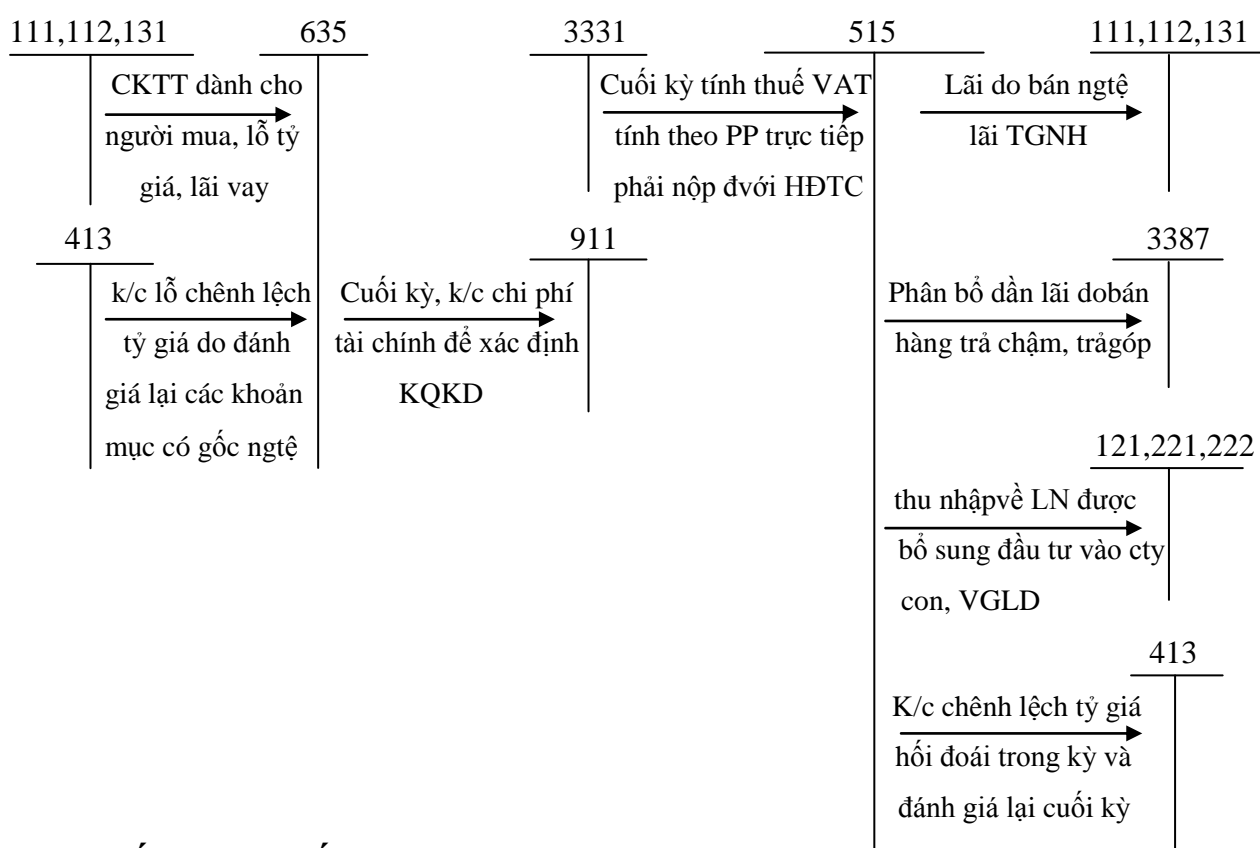 111,112,131
635
3331
515
111,112,131
CKTT dành cho
người mua, lỗ tỷ
giá, lãi vay
Cuối kỳ tính thuế VAT
tính theo PP trực tiếp
phải nộp đvới HĐTC
Lãi do bán ngtệ
lãi TGNH
413
911
3387
k/c lỗ chênh lệch
tỷ giá do đánh
giá lại các khoản
mục có gốc ngtệ
Cuối kỳ, k/c chi phí
tài chính để xác định
KQKD
Phân bổ dần lãi dobán
hàng trả chậm, trảgóp
121,221,222
thu nhậpvề LN được
bổ sung đầu tư vào cty
con, VGLD
413
K/c chênh lệch tỷ giá
hối đoái trong kỳ và
đánh giá lại cuối kỳ